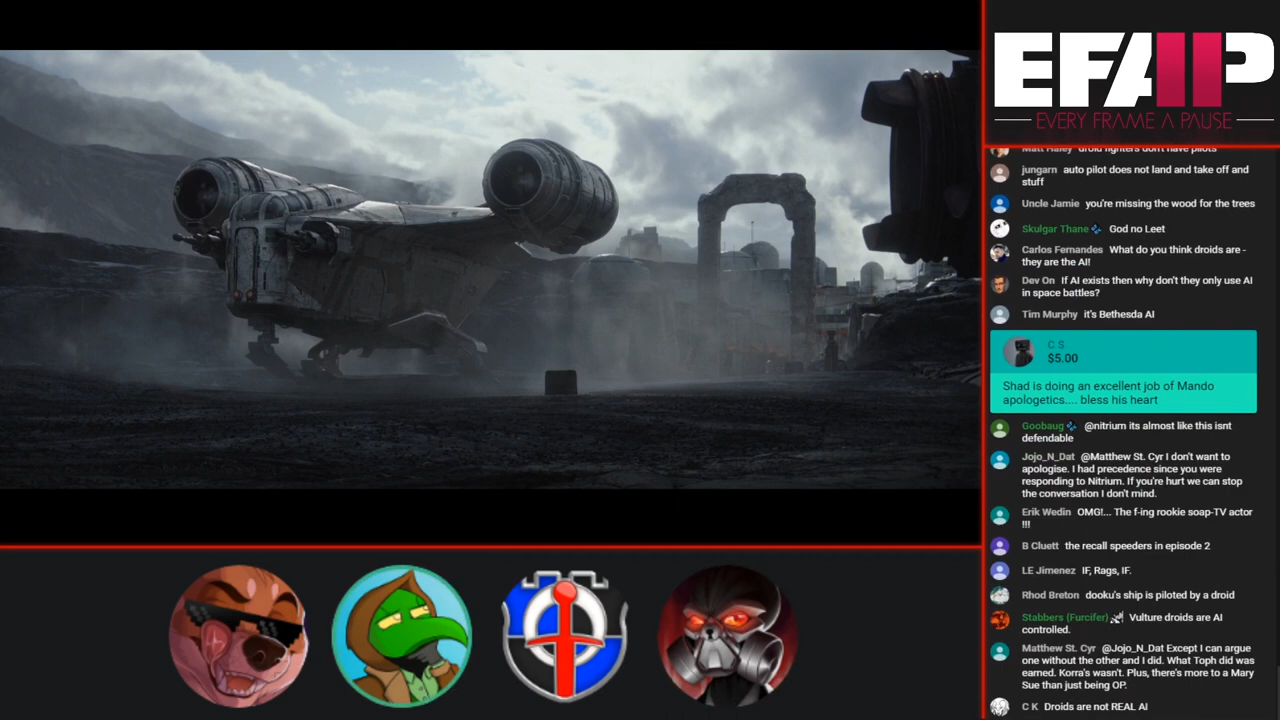 EFAP
EVERY FRAME A PAUSE
Matt Haley droid fighters don't have pilots
jungarn auto pilot does not land and take off and
stuff
Uncle Jamie you're missing the wood for the trees
Skulgar Thane God no Leet
Carlos Fernandes What do you think droids are -
they are the AI!
Dev On If AI exists then why don't they only use AI
in space battles?
Tim Murphy it's Bethesda AI
C S
$5.00
Shad is doing an excellent job of Mando
apologetics.... bless his heart
Goobaug @nitrium its almost like this isnt
defendable
Jojo_N_Dat @Matthew St. Cyr I don't want to
apologise. I had precedence since you were
responding to Nitrium. If you're hurt we can stop
the conversation I don't mind.
Erik Wedin OMG!... The f-ing rookie soap-TV actor
!!!
B Cluett the recall speeders in episode 2
LE Jimenez IF, Rags, IF.
Rhod Breton dooku's ship is piloted by a droid
Stabbers (Furcifer) Vulture droids are AI
controlled.
Matthew St. Cyr @Jojo_N_Dat Except I can argue
one without the other and I did. What Toph did was
earned. Korra's wasn't. Plus, there's more to a Mary
Sue than just being OP.
C K Droids are not REAL AI